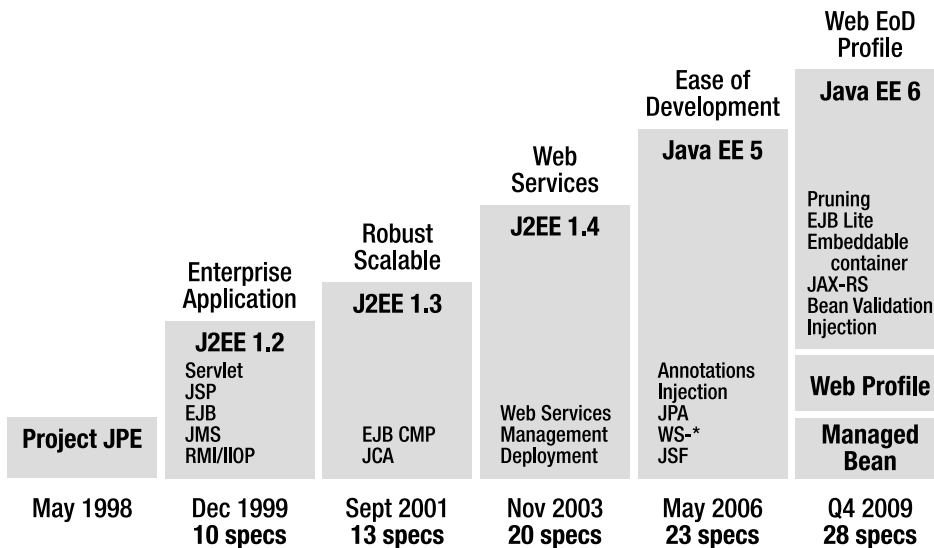 Project JPE
May 1998
Enterprise
Application
J2EE 1.2
Servlet
JSP
EJB
JMS
RMI/IIOP
Dec 1999
10 specs
Robust
Scalable
J2EE 1.3
EJB CMP
JCA
Sept 2001
13 specs
Web
Services
J2EE 1.4
Web Services
Management
Deployment
Nov 2003
20 specs
Ease of
Development
Java EE 5
Annotations
Injection
JPA
WS-*
JSF
May 2006
23 specs
Web EoD
Profile
Java EE 6
Pruning
EJB Lite
Embeddable
container
JAX-RS
Bean Validation
Injection
Web Profile
Managed
Bean
Q4 2009
28 specs